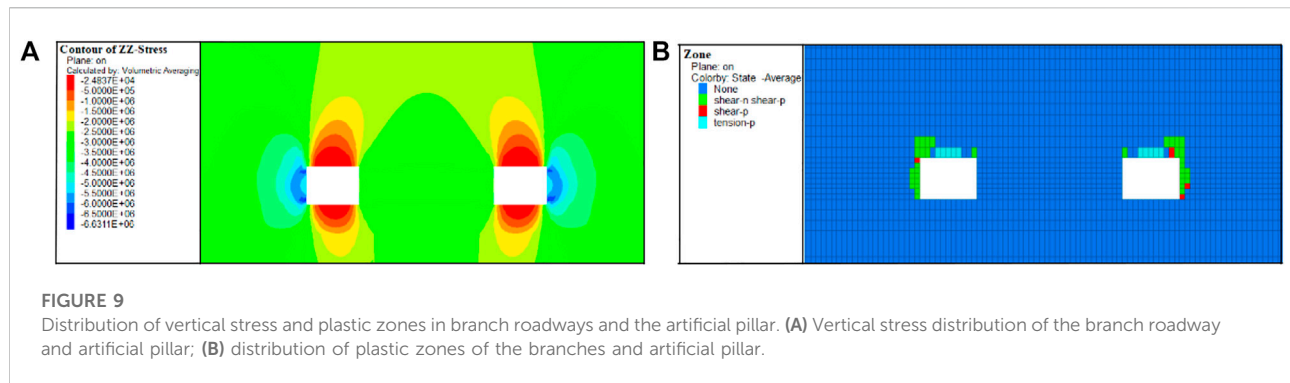 A
Contour of ZZ-Stress
Plane: on
Calculated by: Volumetric Averaging
-2.4837E+04
-5.0000E+05
-1.0000E+06
-1.5000E+06
-2.0000E+06
-2.5000E+06
-3.0000E+06
-3.5000E+06
-4.0000E+06
-4.5000E+06
-5.0000E+06
-5.5000E+06
-6.0000E+06
-6.5000E+06
-6.6311E+06
B
Zone
Plane: on
Colorby: State -Average
None
shear-n shear-p
shear-p
tension-p
FIGURE 9
Distribution of vertical stress and plastic zones in branch roadways and the artificial pillar. (A) Vertical stress distribution of the branch roadway
and artificial pillar; (B) distribution of plastic zones of the branches and artificial pillar.